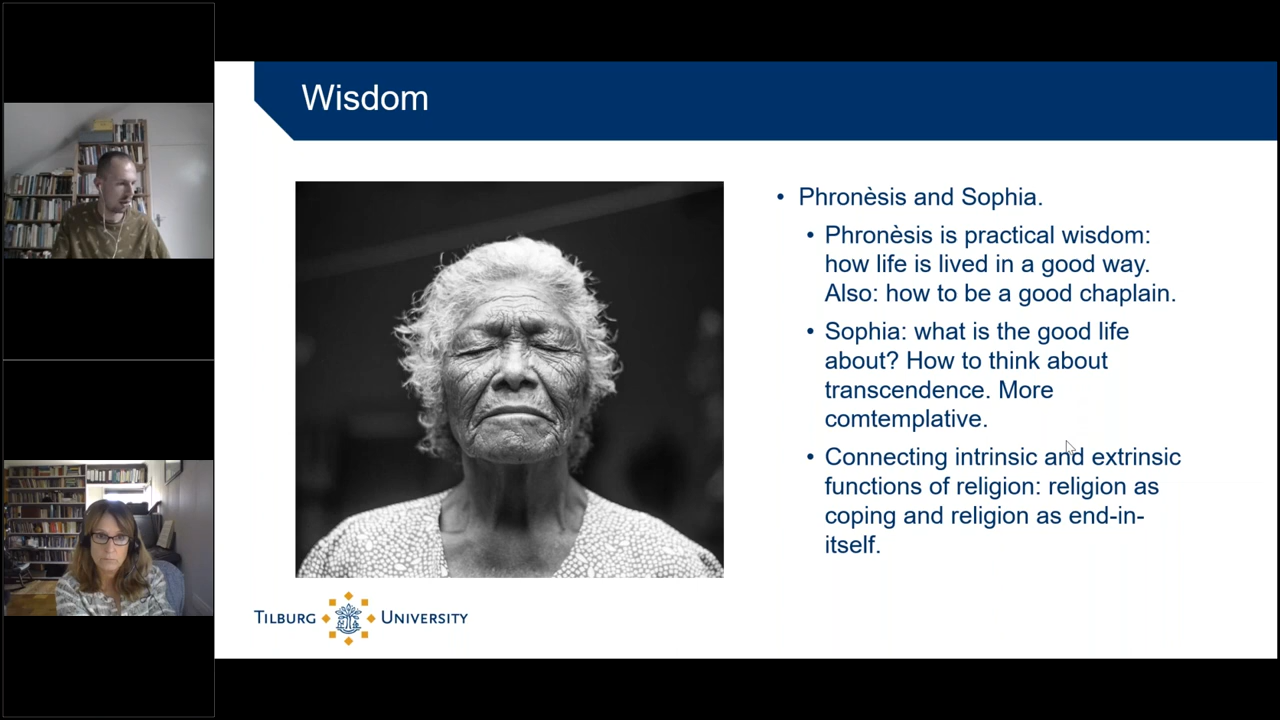 Wisdom
• Phronèsis and Sophia.
• Phronèsis is practical wisdom:
how life is lived in a good way.
Also: how to be a good chaplain.
• Sophia: what is the good life
about? How to think about
transcendence. More
comtemplative.
• Connecting intrinsic and extrinsic
functions of religion: religion as
coping and religion as end-in-
itself.
TILBURG UNIVERSITY